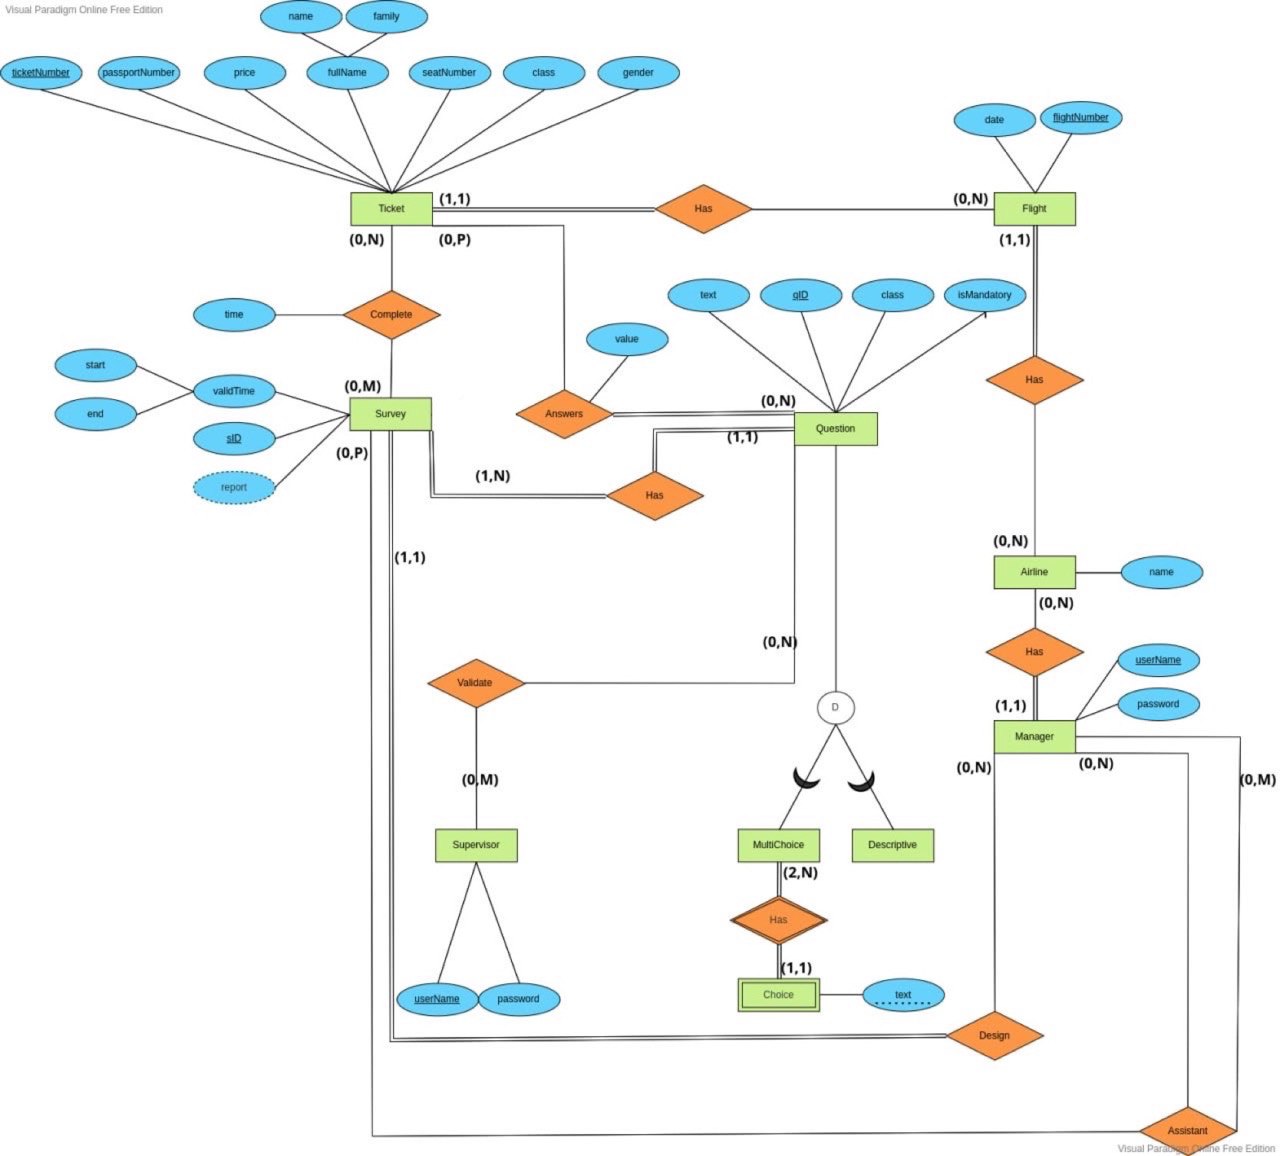 Visual Paradigm Online Free Edition
name
family
ticketNumber
passportNumber
price
fullName
seatNumber
class
gender
date
flightNumber
Ticket
(1,1)
Has
(0,N)
Flight
(0,N)
(0,P)
(1,1)
text
qID
class
isMandatory
time
Complete
value
start
validTime
end
(0,M)
Survey
Answers
(0,N)
Question
(1,1)
sID
(0,P)
report
(1,N)
Has
Has
(1,1)
(0,N)
Airline
name
(0,N)
(0,N)
Has
userName
Validate
password
(1,1)
D
Manager
(0,N)
(0,N)
(0,M)
(0,M)
Supervisor
MultiChoice
Descriptive
(2,N)
Has
(1,1)
userName
password
Choice
text
Design
Assistant
Visual Paradigm Online Free Edition